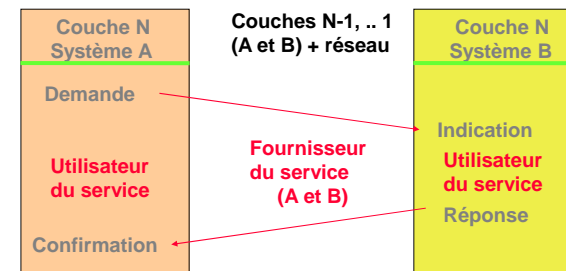 Couche N
Système A
Demande
Utilisateur
du service
Confirmation
Couches N-1, .. 1
(A et B) + réseau
Fournisseur
du service
(A et B)
Couche N
Système B
Indication
Utilisateur
du service
Réponse